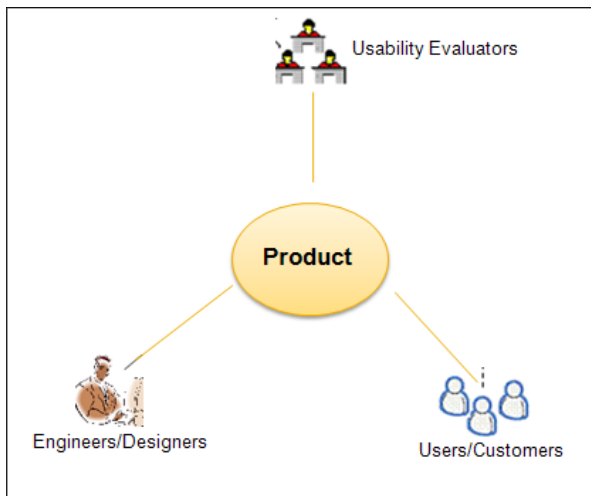 Usability Evaluators
Product
Engineers/Designers
Users/Customers